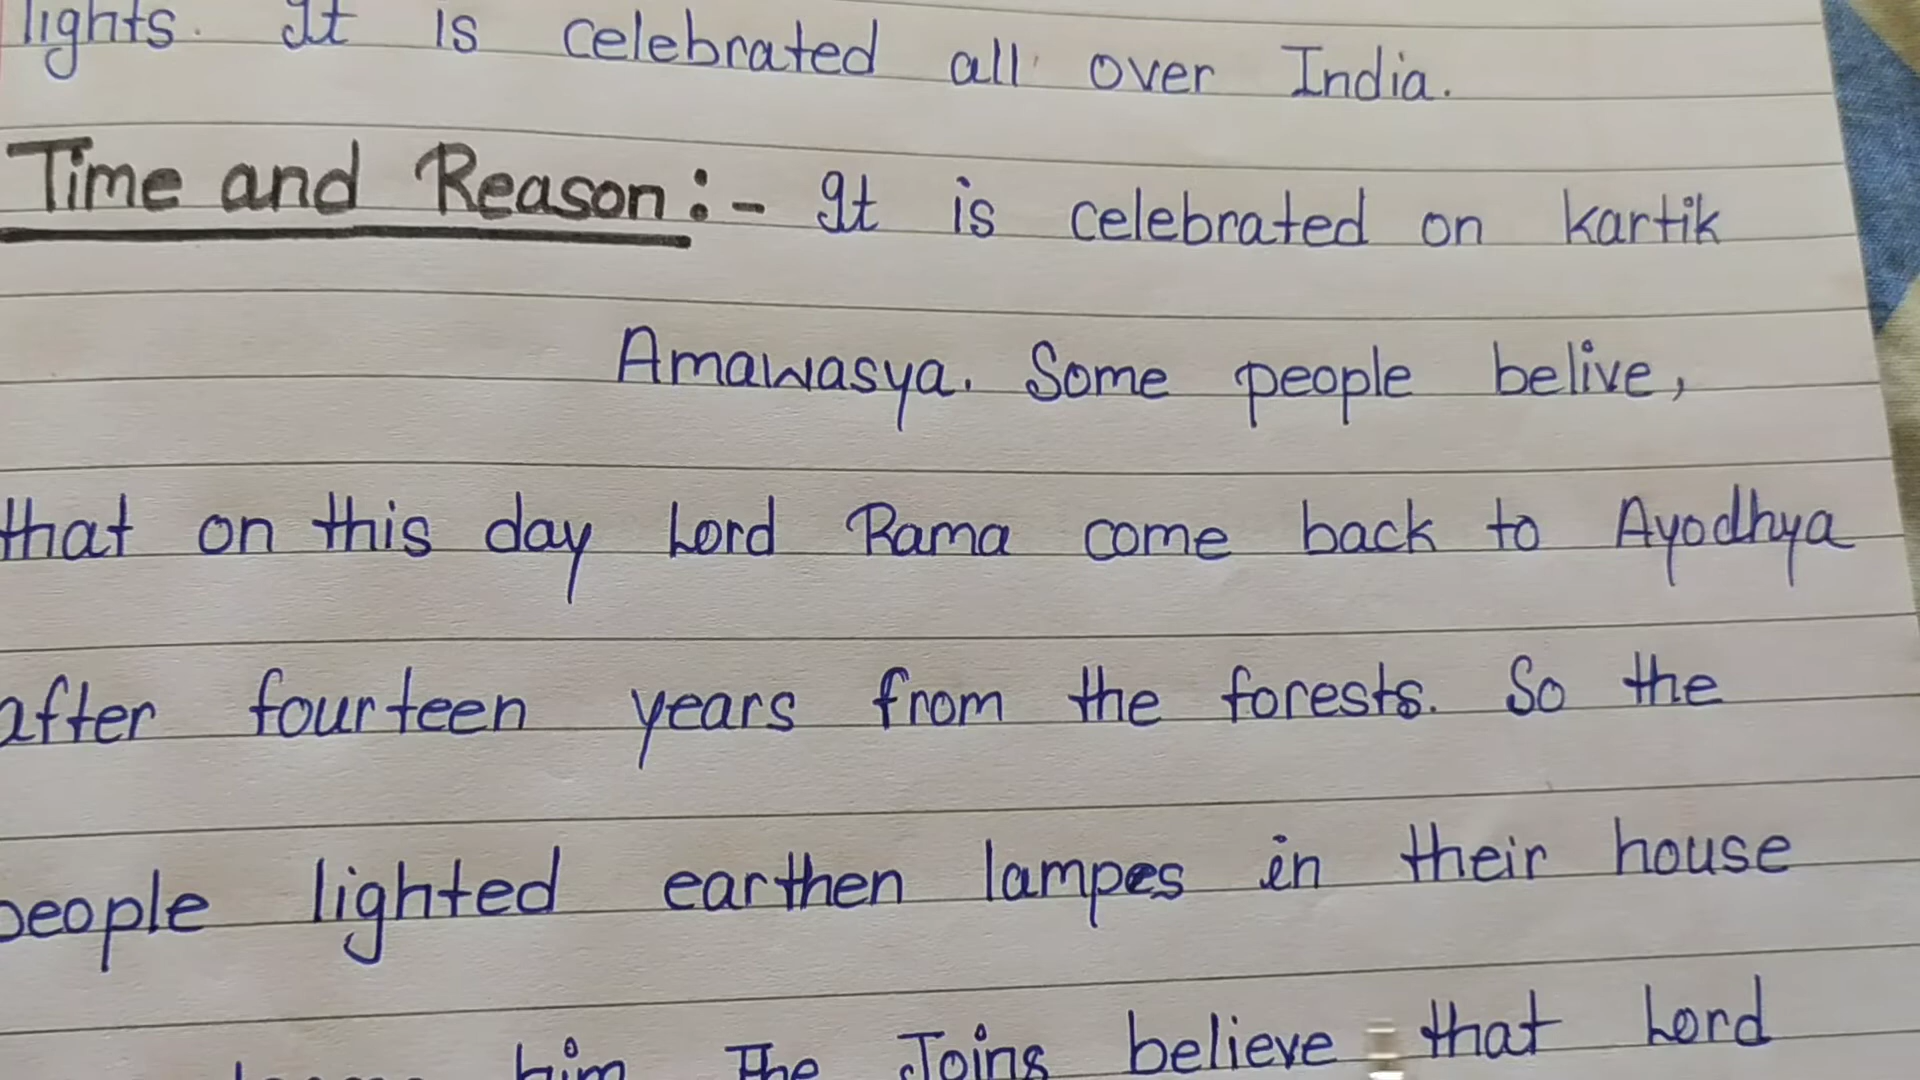 lights. It is celebrated all over India.
Time and Reason:- It is celebrated on kartik
Amawasya. Some people belive,
that on this day Lord Rama come back to Ayodhya
after fourteen years from the forests. So the
people lighted earthen lampes in their house
him The Joins believe that Lord